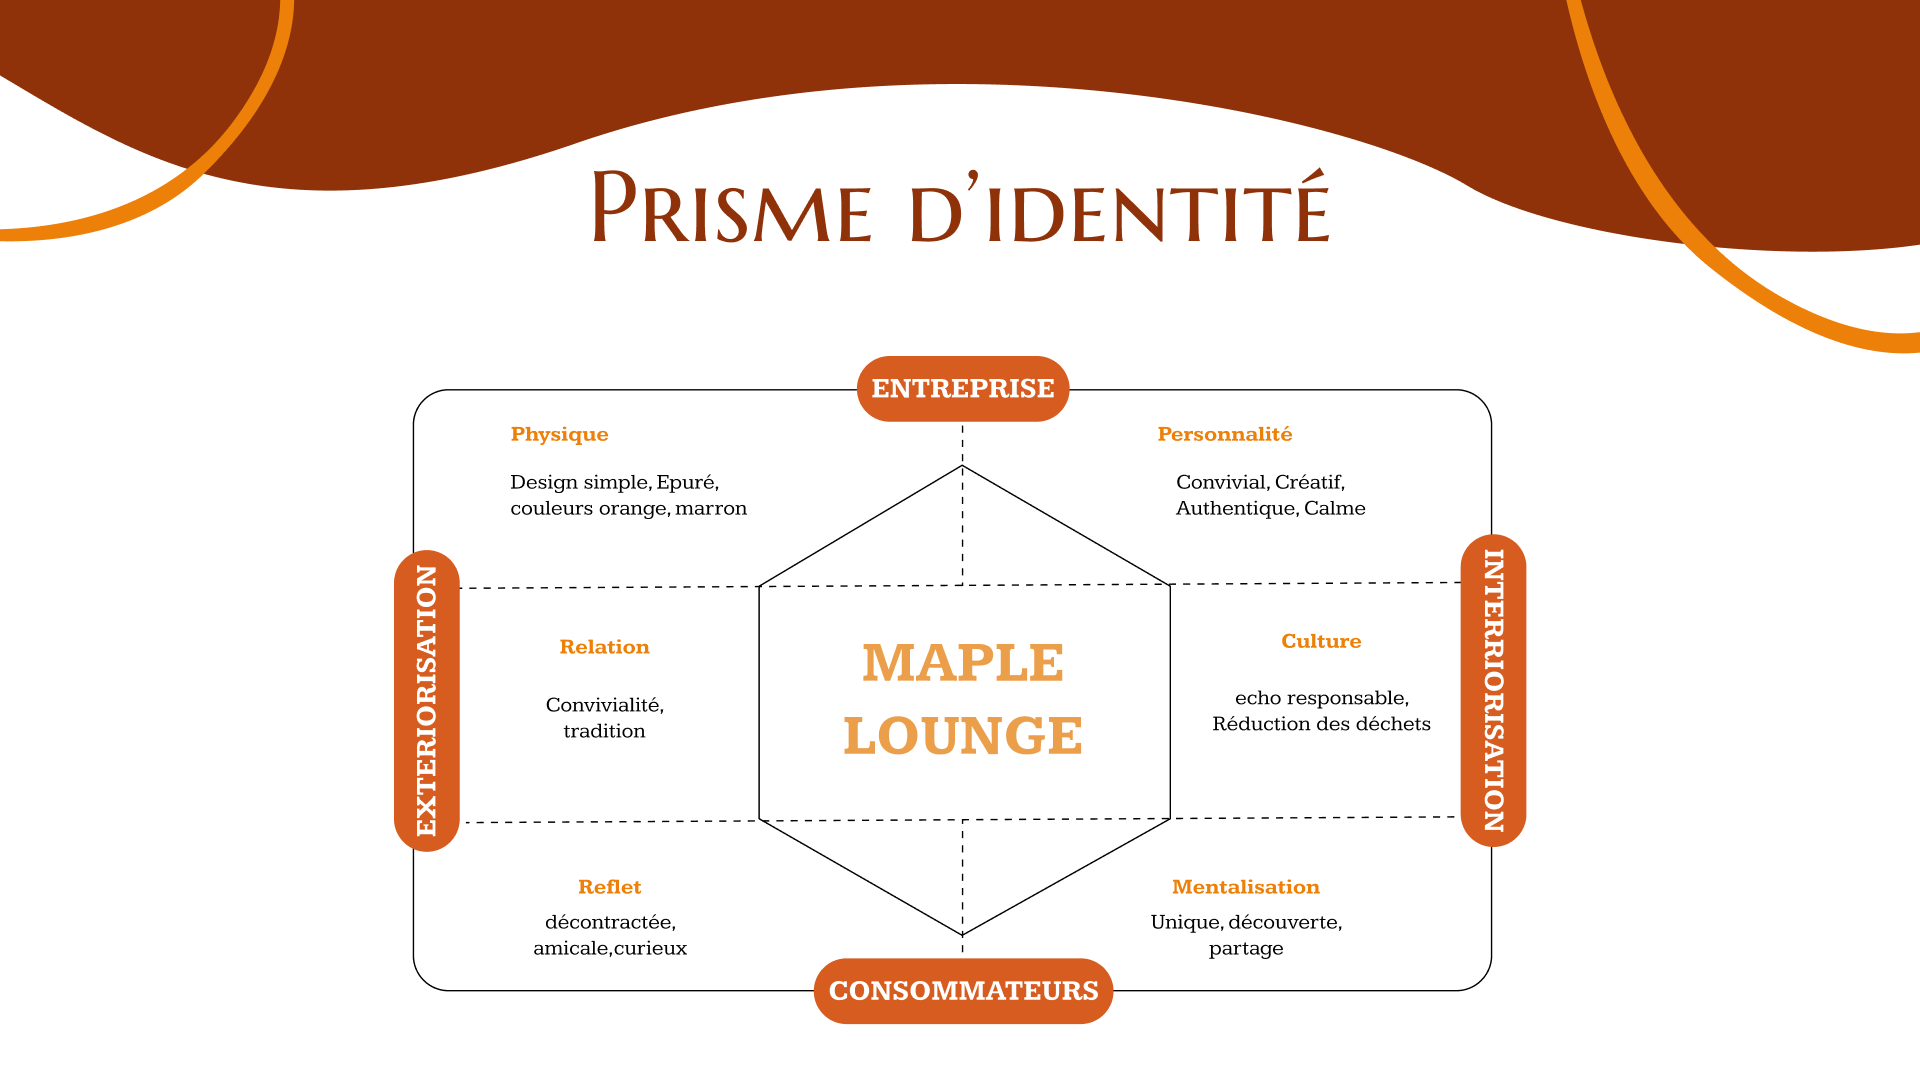 Prisme d’identité
ENTREPRISE
Physique
Design simple, Epuré,
couleurs orange, marron
Personnalité
Convivial, Créatif,
Authentique, Calme
EXTERIORISATION
INTERRIORISATION
Relation
Convivialité,
tradition
MAPLE
LOUNGE
Culture
echo responsable,
Réduction des déchets
Reflet
décontractée,
amicale,curieux
Mentalisation
Unique, découverte,
partage
CONSOMMATEURS